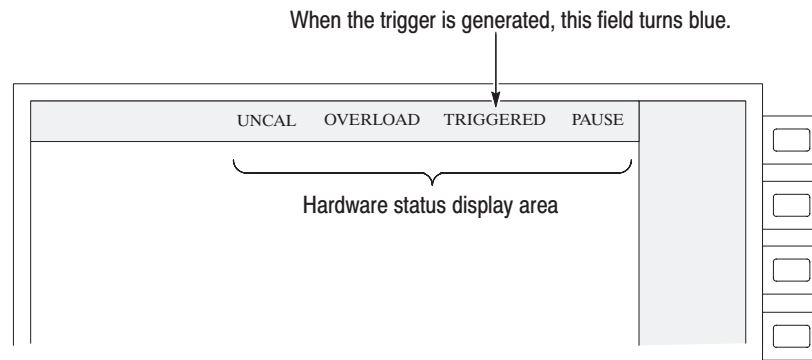 When the trigger is generated, this field turns blue.
UNCAL OVERLOAD TRIGGERED PAUSE
Hardware status display area